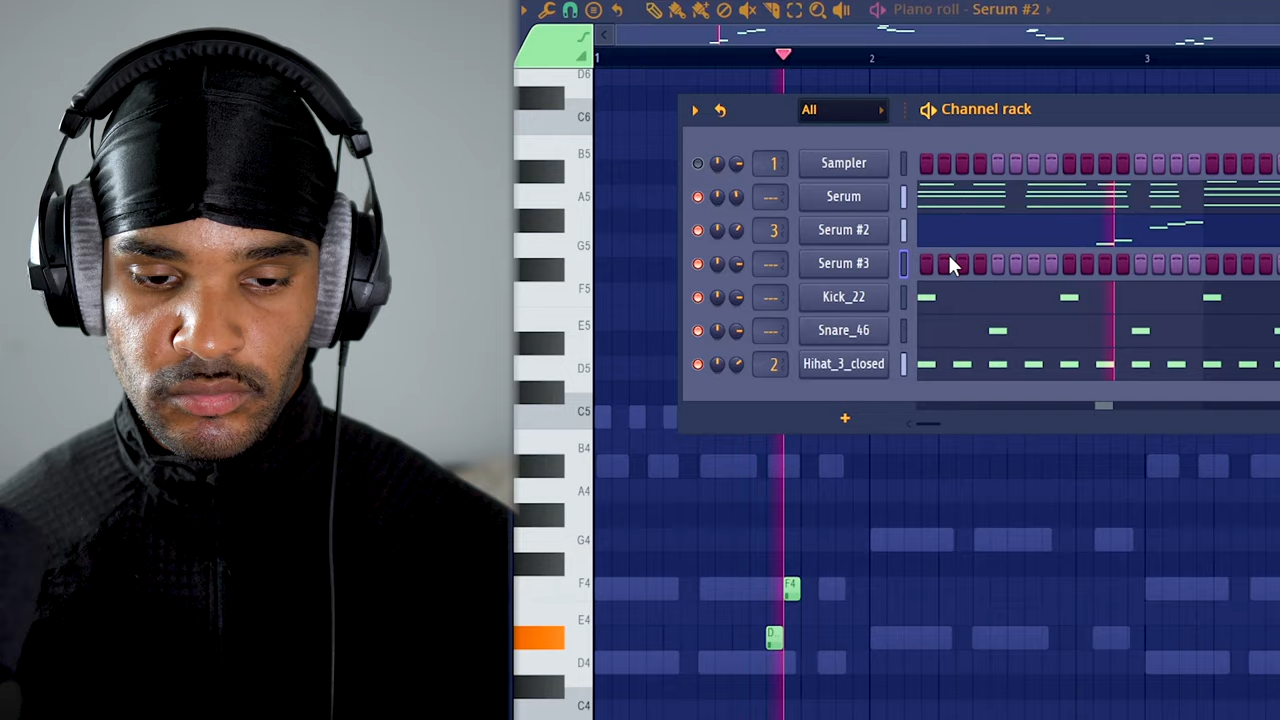 Piano roll - Serum #2
1 2 3
D6
C6
B5
A5
G5
F5
E5
D5
C5
B4
A4
G4
F4
E4
D4
C4
All
Channel rack
1 Sampler
--- Serum
3 Serum #2
--- Serum #3
--- Kick_22
--- Snare_46
2 Hihat_3_closed
F4
D..